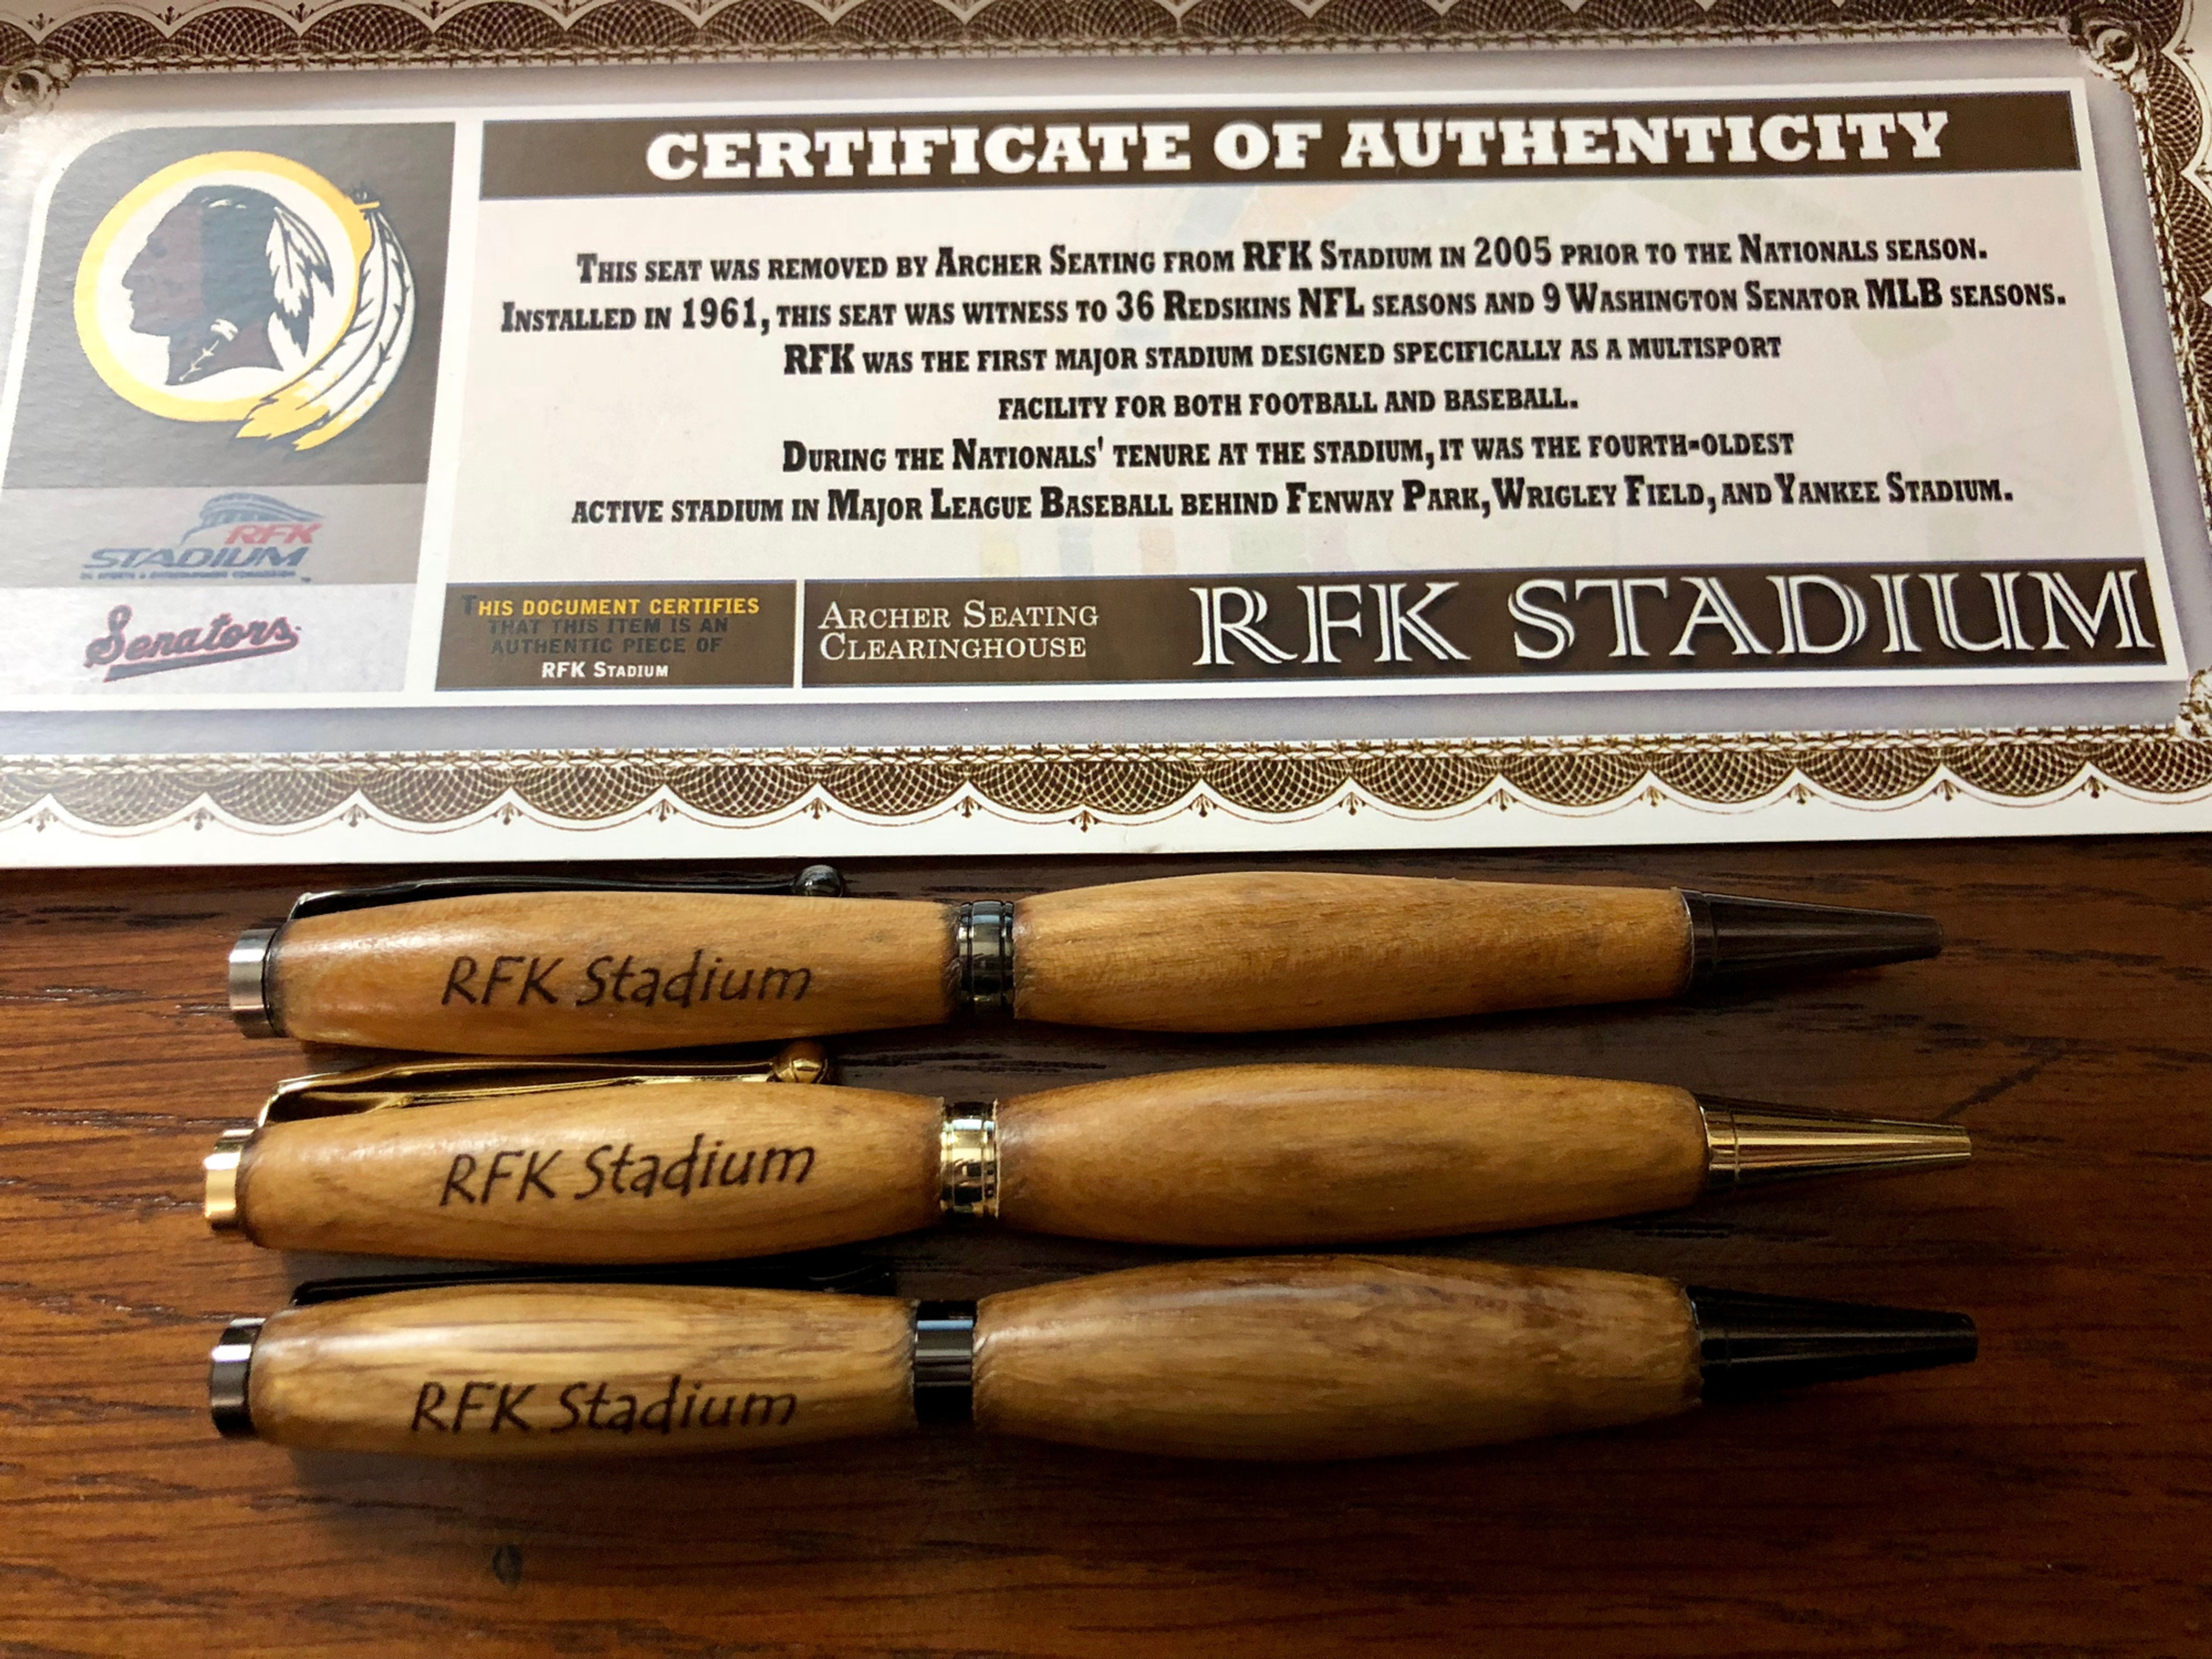 CERTIFICATE OF AUTHENTICITY
THIS SEAT WAS REMOVED BY ARCHER SEATING FROM RFK STADIUM IN 2005 PRIOR TO THE NATIONALS SEASON.
INSTALLED IN 1961, THIS SEAT WAS WITNESS TO 36 REDSKINS NFL SEASONS AND 9 WASHINGTON SENATOR MLB SEASONS.
RFK WAS THE FIRST MAJOR STADIUM DESIGNED SPECIFICALLY AS A MULTISPORT
FACILITY FOR BOTH FOOTBALL AND BASEBALL.
DURING THE NATIONALS' TENURE AT THE STADIUM, IT WAS THE FOURTH-OLDEST
ACTIVE STADIUM IN MAJOR LEAGUE BASEBALL BEHIND FENWAY PARK, WRIGLEY FIELD, AND YANKEE STADIUM.
RFK
STADIUM
Senators
THIS DOCUMENT CERTIFIES
THAT THIS ITEM IS AN
AUTHENTIC PIECE OF
RFK STADIUM
ARCHER SEATING
CLEARINGHOUSE
RFK STADIUM
RFK Stadium
RFK Stadium
RFK Stadium